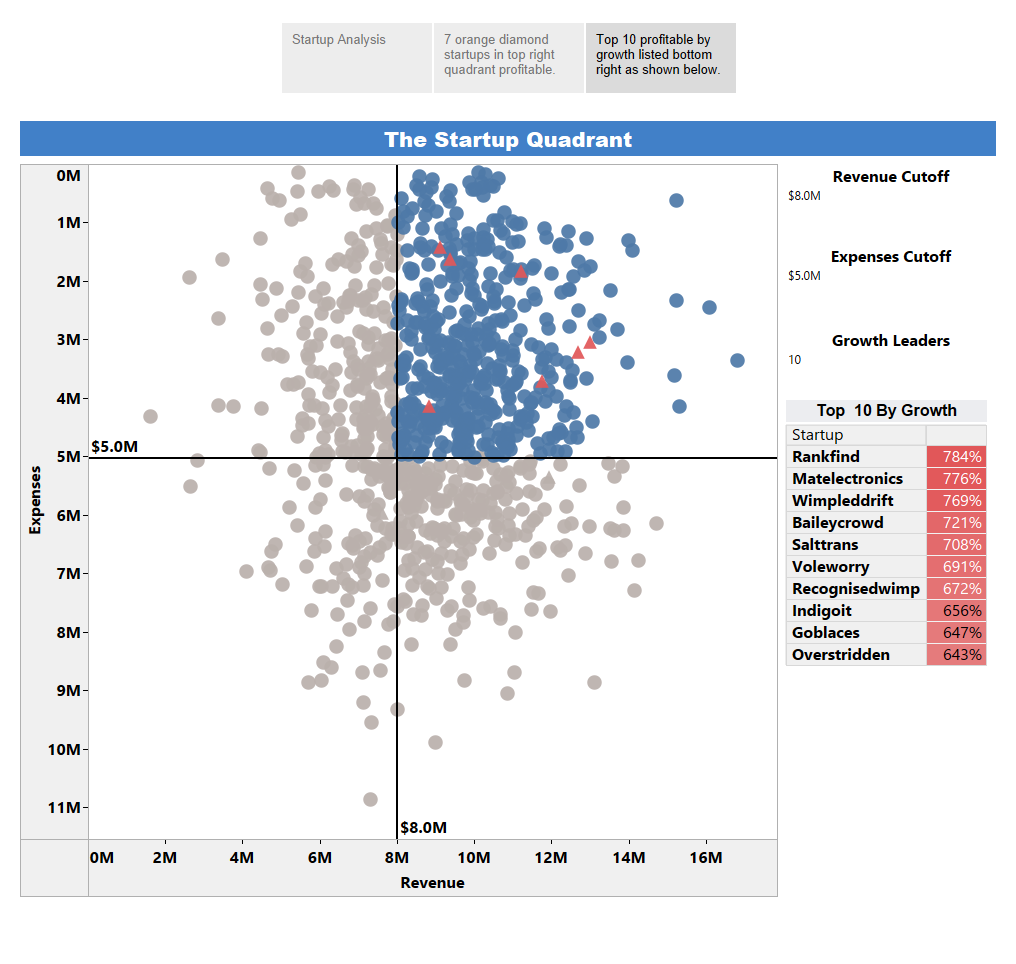 Startup Analysis
7 orange diamond
startups in top right
quadrant profitable.
Top 10 profitable by
growth listed bottom
right as shown below.
The Startup Quadrant
0M
1M
2M
3M
4M
5M
6M
7M
8M
9M
10M
11M
Expenses
$5.0M
$8.0M
0M 2M 4M 6M 8M 10M 12M 14M 16M
Revenue
Revenue Cutoff
$8.0M
Expenses Cutoff
$5.0M
Growth Leaders
10
Top 10 By Growth
Startup
Rankfind 784%
Matelectronics 776%
Wimpleddrift 769%
Baileycrowd 721%
Salttrans 708%
Voleworry 691%
Recognisedwimp 672%
Indigoit 656%
Goblaces 647%
Overstridden 643%